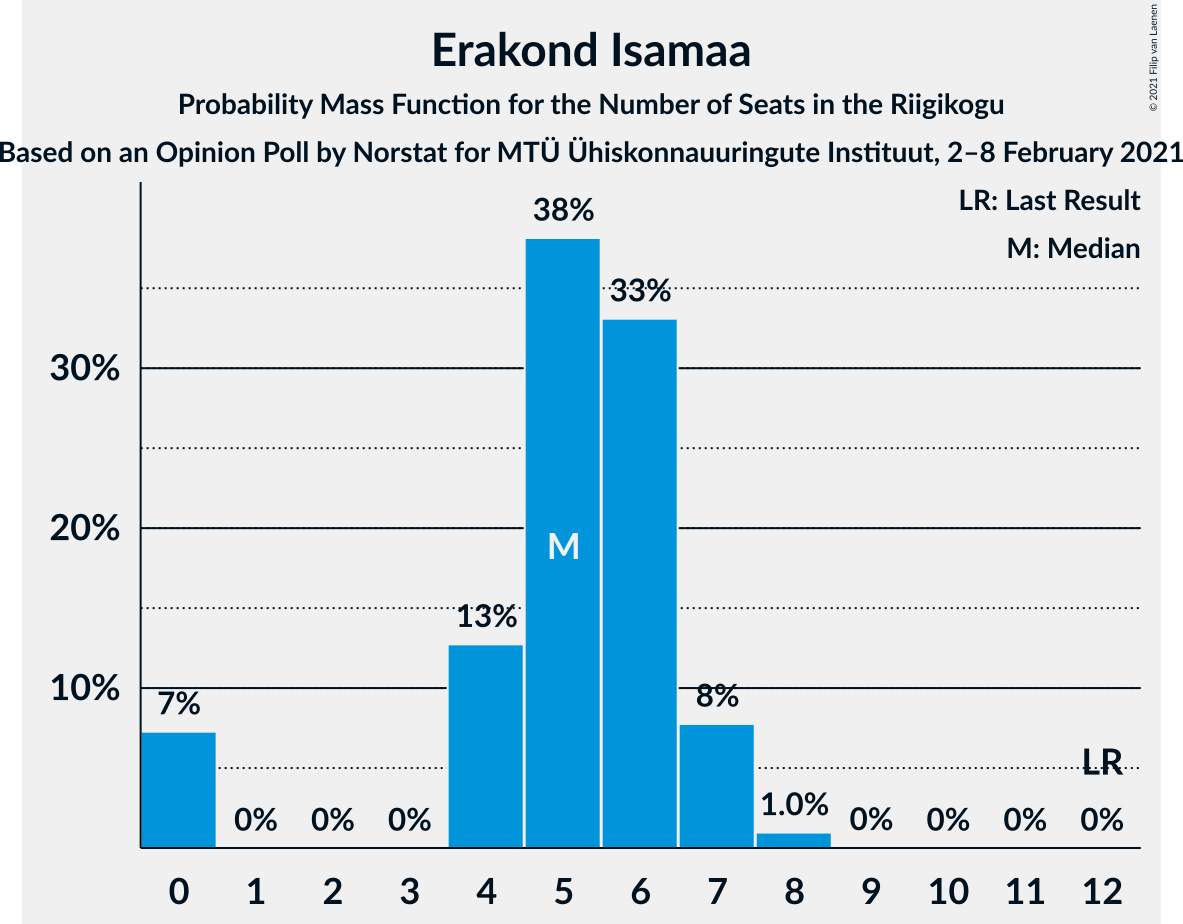 Erakond Isamaa
Probability Mass Function for the Number of Seats in the Riigikogu
Based on an Opinion Poll by Norstat for MTÜ Ühiskonnauuringute Instituut, 2–8 February 2021
© 2021 Filip van Laenen
LR: Last Result
M: Median
38%
33%
30%
20%
M
13%
10%
7%
8%
LR
1.0%
0%
0%
0%
0%
0%
0%
0%
0 1 2 3 4 5 6 7 8 9 10 11 12